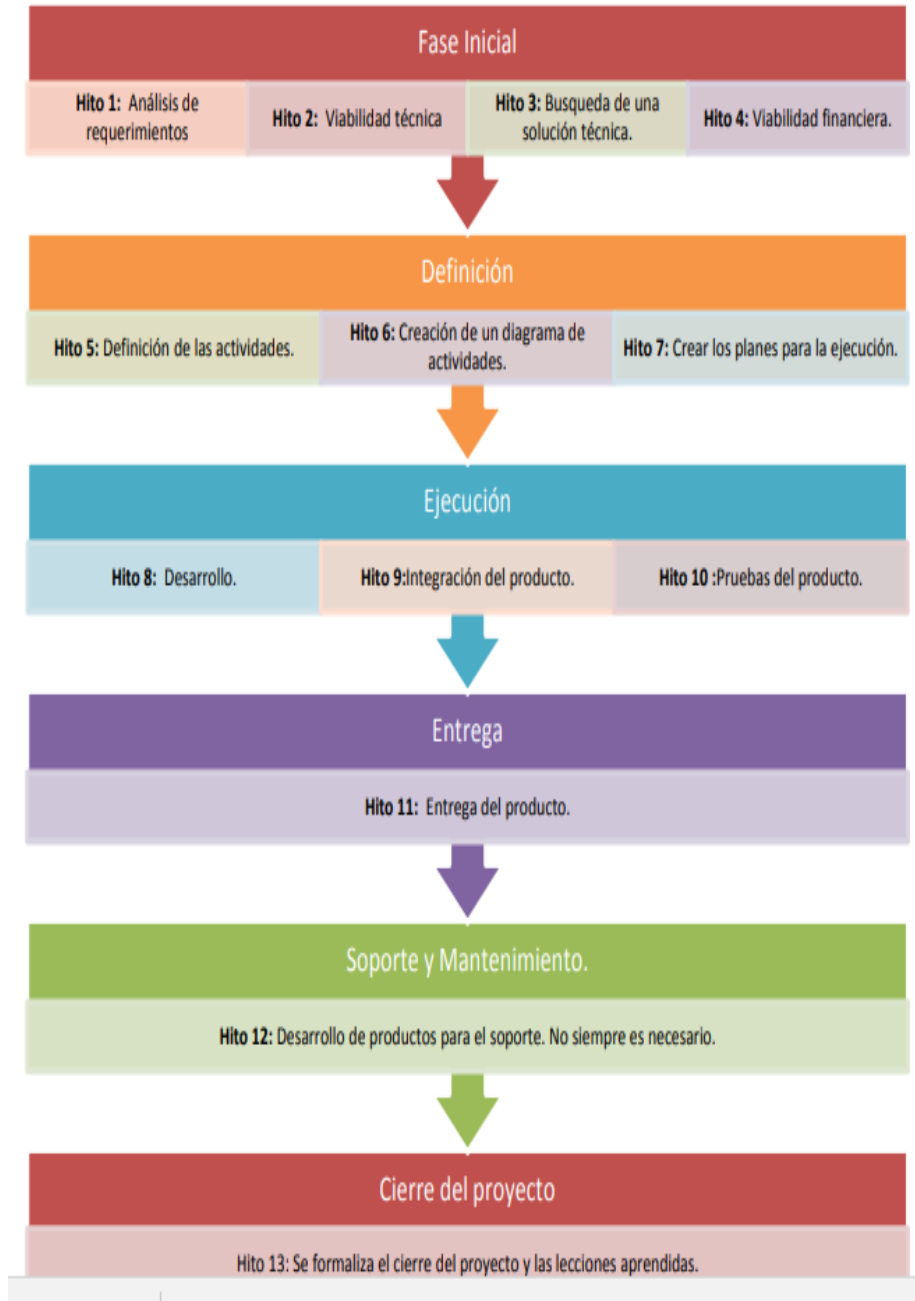 Fase Inicial
Hito 1: Análisis de
requerimientos
Hito 2: Viabilidad técnica
Hito 3: Busqueda de una
solución técnica.
Hito 4: Viabilidad financiera.
Definición
Hito 5: Definición de las actividades.
Hito 6: Creación de un diagrama de
actividades.
Hito 7: Crear los planes para la ejecución.
Ejecución
Hito 8: Desarrollo.
Hito 9:Integración del producto.
Hito 10 :Pruebas del producto.
Entrega
Hito 11: Entrega del producto.
Soporte y Mantenimiento.
Hito 12: Desarrollo de productos para el soporte. No siempre es necesario.
Cierre del proyecto
Hito 13: Se formaliza el cierre del proyecto y las lecciones aprendidas.